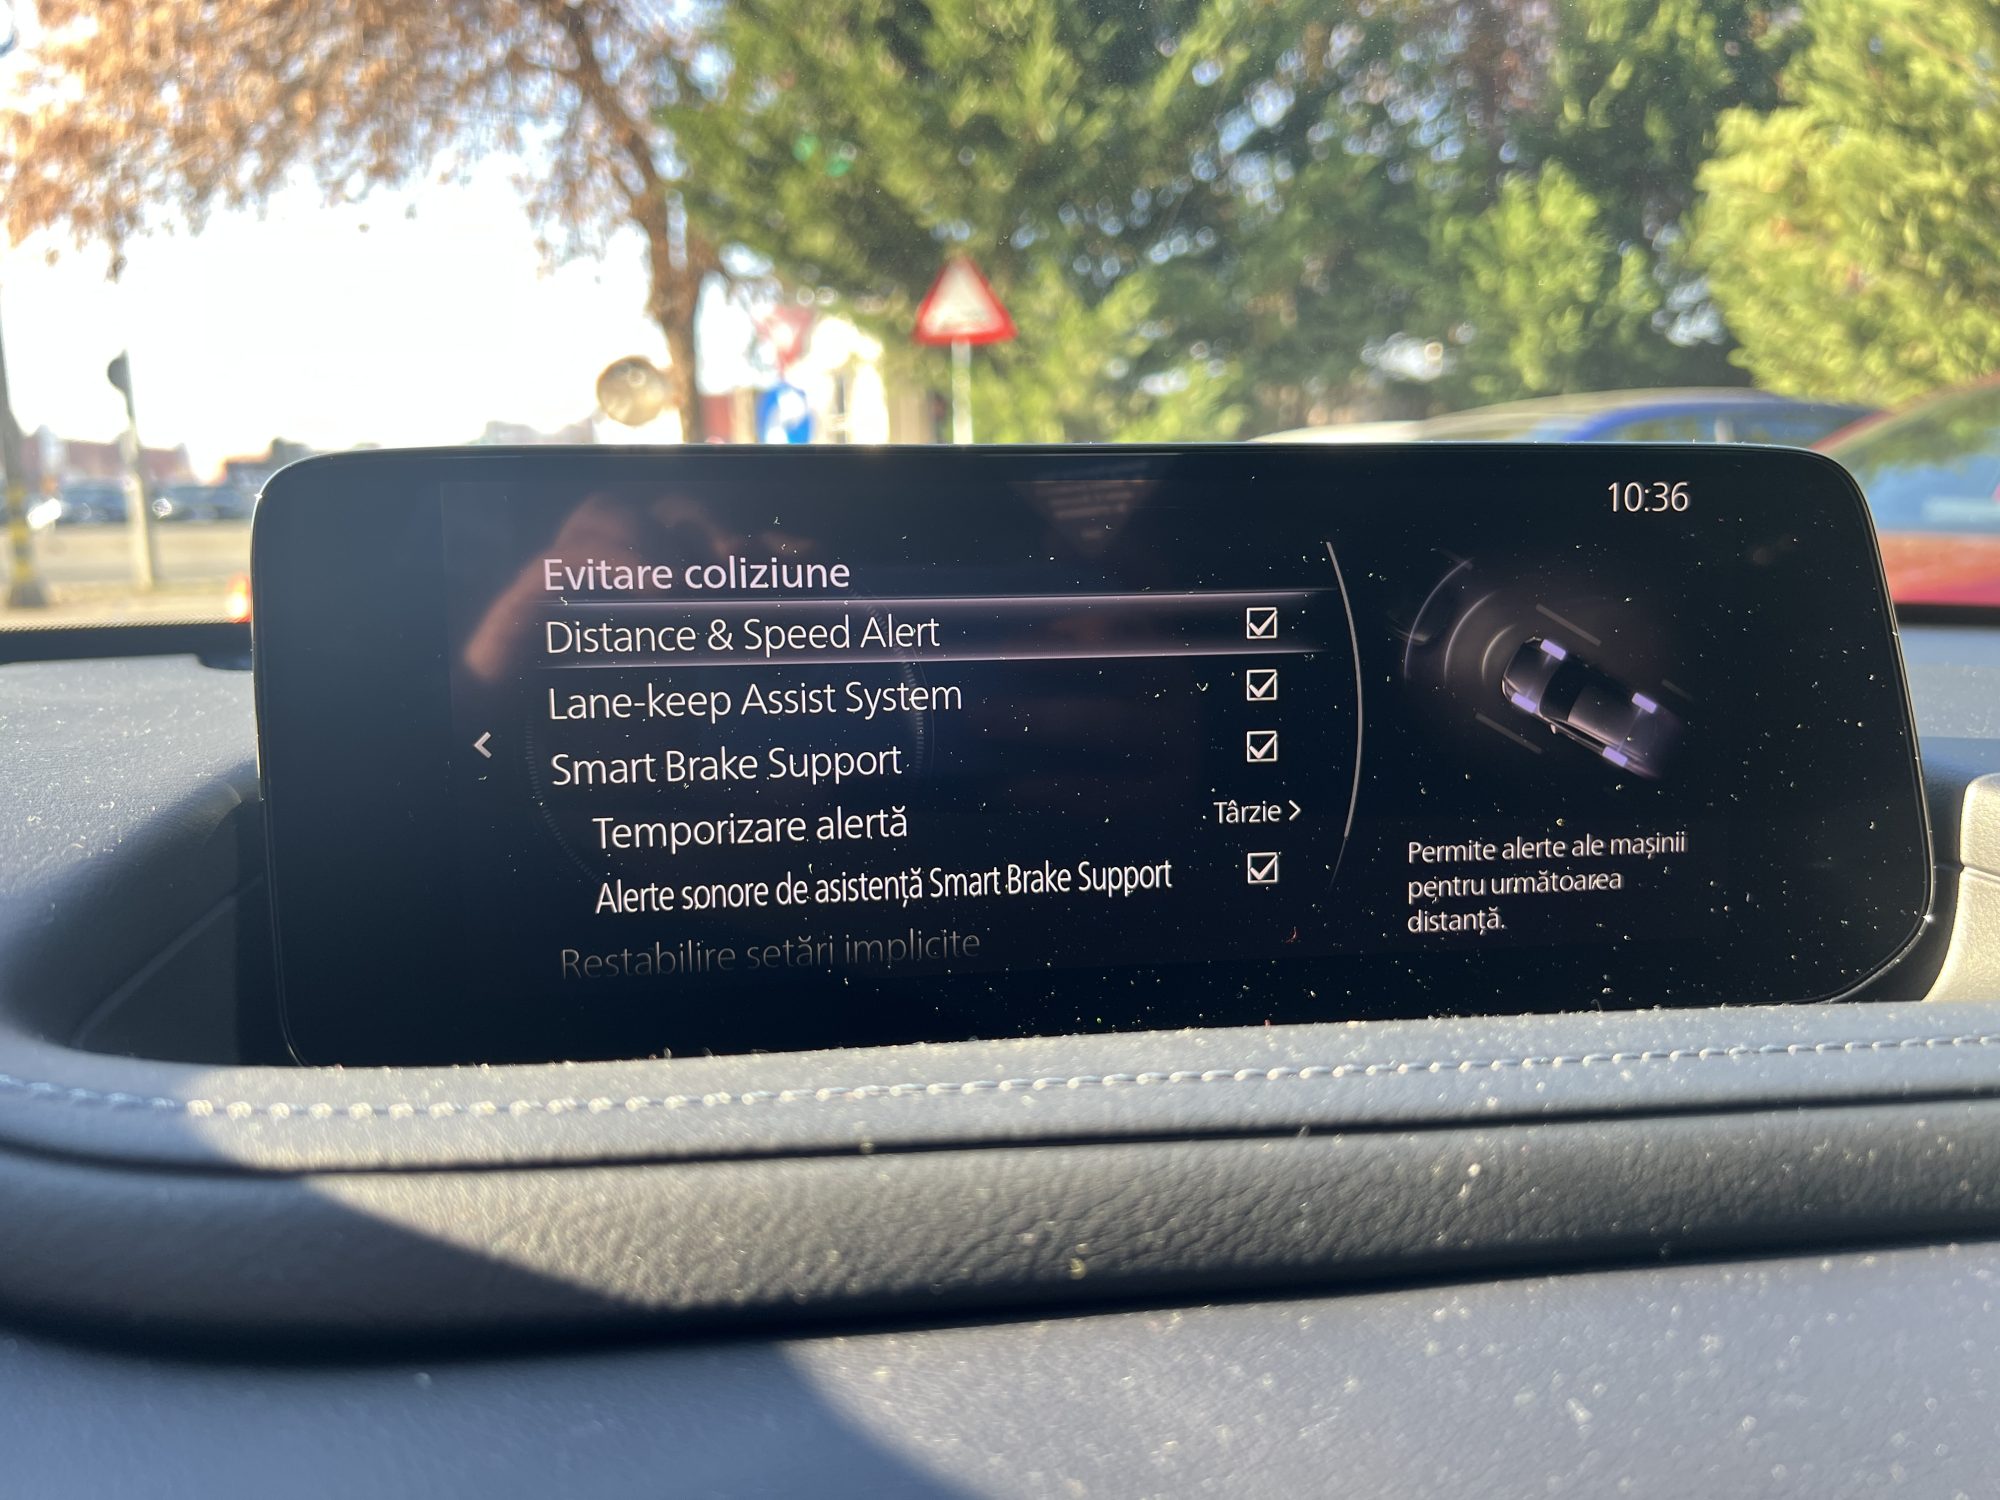 10:36
Evitare coliziune
Distance & Speed Alert
Lane-keep Assist System
Smart Brake Support
Temporizare alertă Târzie >
Alerte sonore de asistență Smart Brake Support
Restabilire setări implicite
Permite alerte ale mașinii
pentru următoarea
distanță.